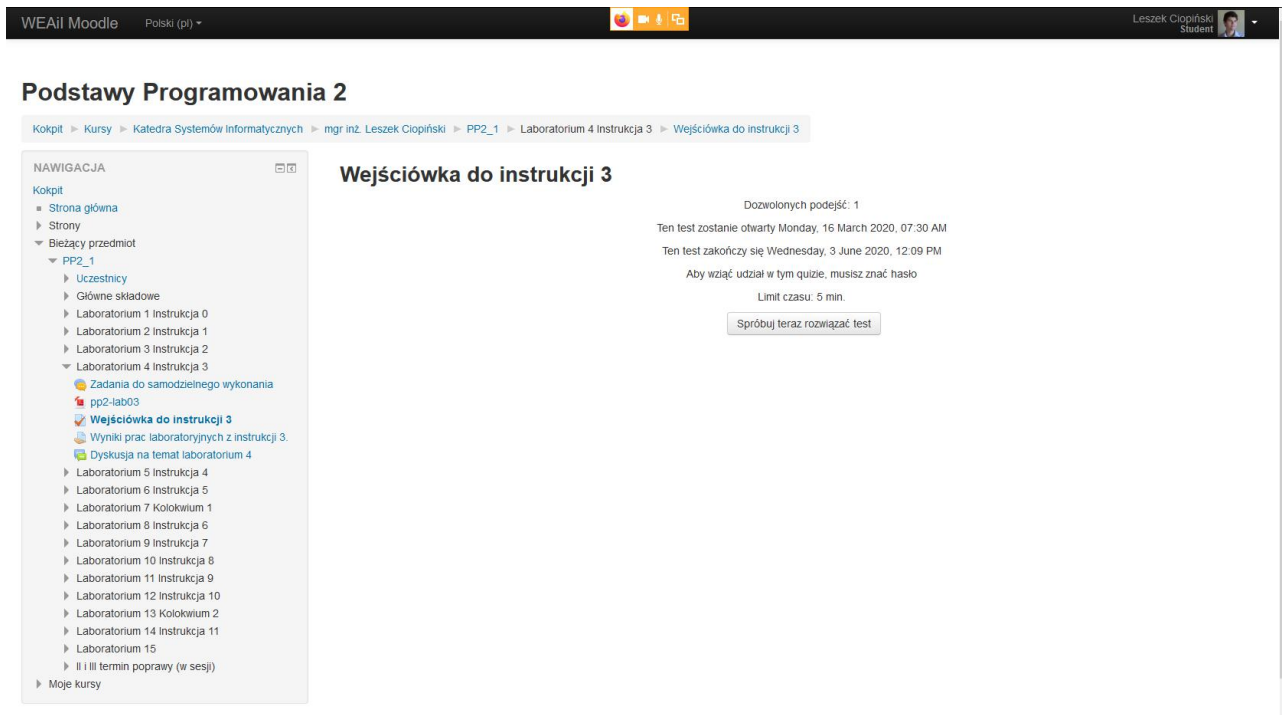 WEAiI Moodle
Polski (pl)
Leszek Ciopiński
Student
Podstawy Programowania 2
Kokpit Kursy Katedra Systemów Informatycznych mgr inż. Leszek Ciopiński PP2_1 Laboratorium 4 Instrukcja 3 Wejściówka do instrukcji 3
NAWIGACJA
Kokpit
Strona główna
Strony
Bieżący przedmiot
PP2_1
Uczestnicy
Główne składowe
Laboratorium 1 Instrukcja 0
Laboratorium 2 Instrukcja 1
Laboratorium 3 Instrukcja 2
Laboratorium 4 Instrukcja 3
Zadania do samodzielnego wykonania
pp2-lab03
Wejściówka do instrukcji 3
Wyniki prac laboratoryjnych z instrukcji 3.
Dyskusja na temat laboratorium 4
Laboratorium 5 Instrukcja 4
Laboratorium 6 Instrukcja 5
Laboratorium 7 Kolokwium 1
Laboratorium 8 Instrukcja 6
Laboratorium 9 Instrukcja 7
Laboratorium 10 Instrukcja 8
Laboratorium 11 Instrukcja 9
Laboratorium 12 Instrukcja 10
Laboratorium 13 Kolokwium 2
Laboratorium 14 Instrukcja 11
Laboratorium 15
II i III termin poprawy (w sesji)
Moje kursy
Wejściówka do instrukcji 3
Dozwolonych podejść: 1
Ten test zostanie otwarty Monday, 16 March 2020, 07:30 AM
Ten test zakończy się Wednesday, 3 June 2020, 12:09 PM
Aby wziąć udział w tym quizie, musisz znać hasło
Limit czasu: 5 min.
Spróbuj teraz rozwiązać test